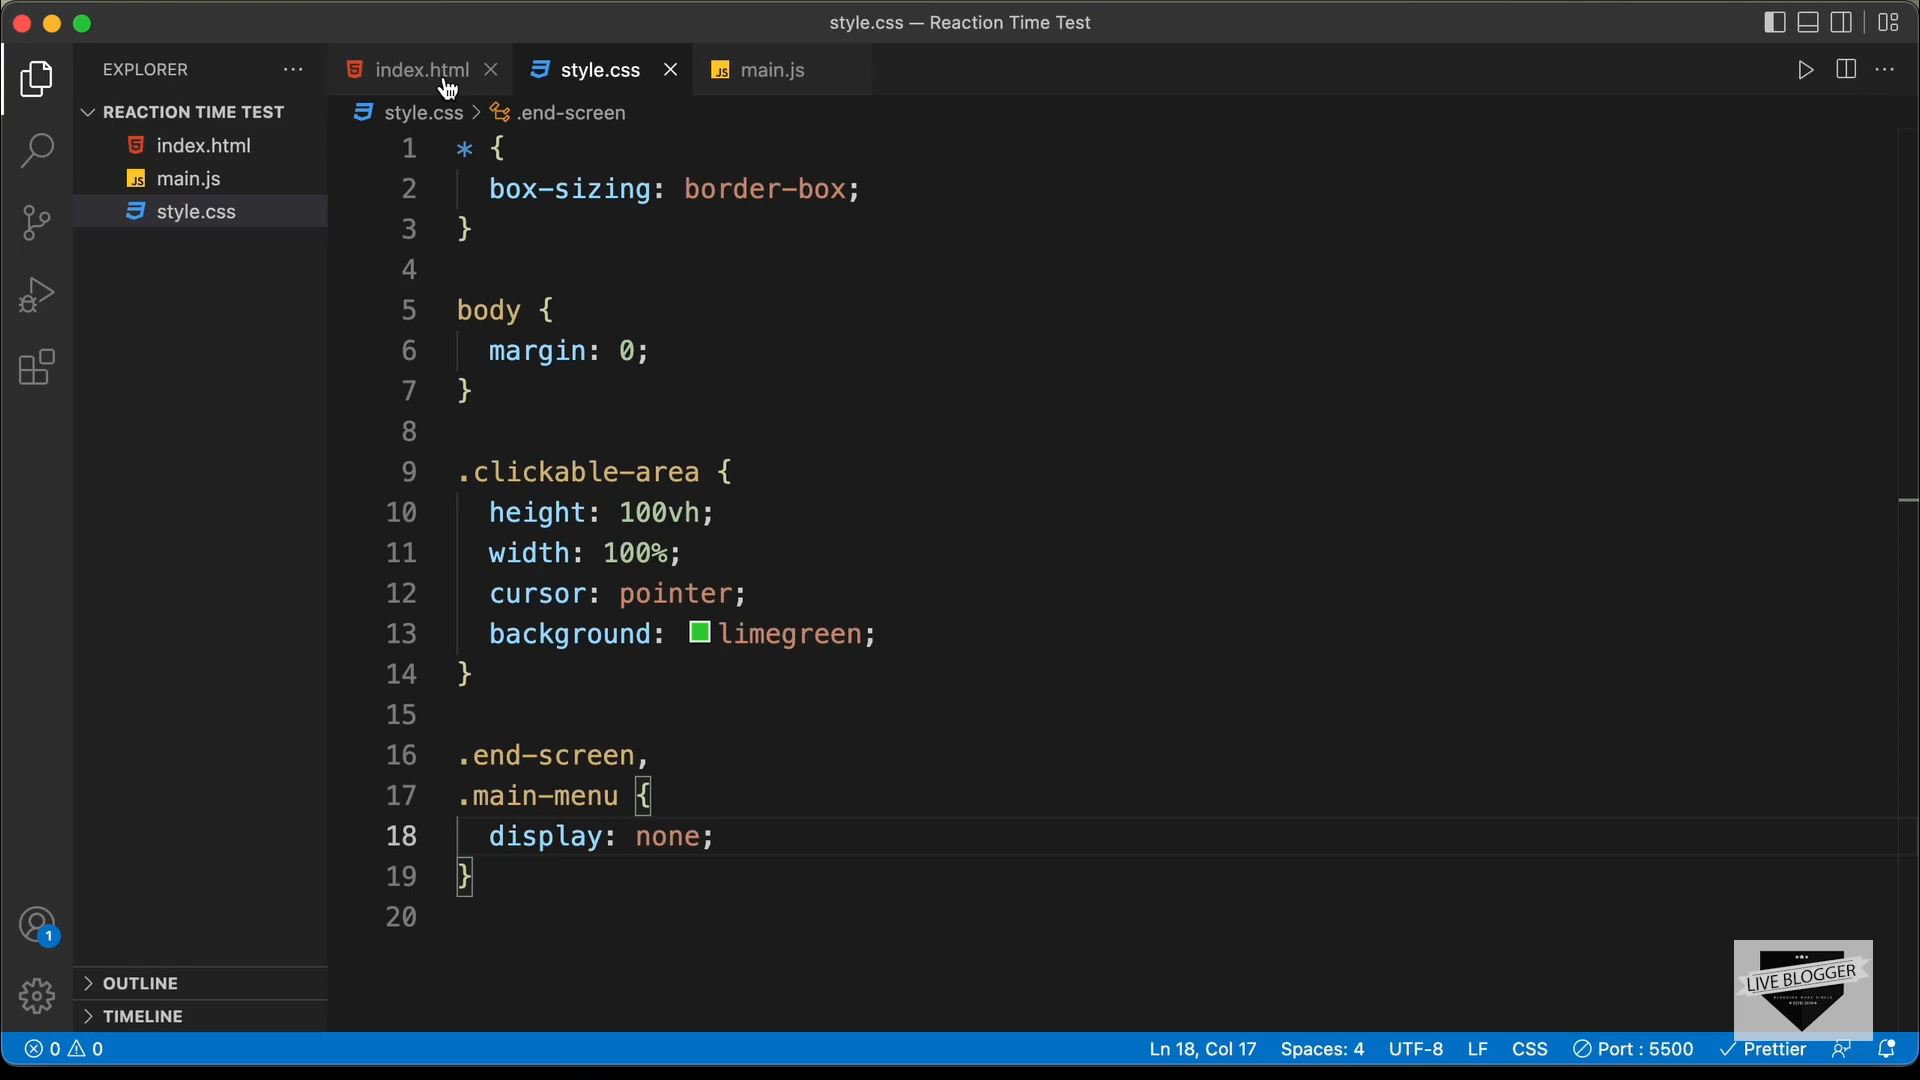 style.css — Reaction Time Test
EXPLORER
index.html
style.css
main.js
REACTION TIME TEST
index.html
main.js
style.css
style.css > .end-screen
1 * {
2 box-sizing: border-box;
3 }
4
5 body {
6 margin: 0;
7 }
8
9 .clickable-area {
10 height: 100vh;
11 width: 100%;
12 cursor: pointer;
13 background: limegreen;
14 }
15
16 .end-screen,
17 .main-menu {
18 display: none;
19 }
20
1
OUTLINE
TIMELINE
LIVE BLOGGER
0 0
Ln 18, Col 17
Spaces: 4
UTF-8
LF
CSS
Port : 5500
Prettier